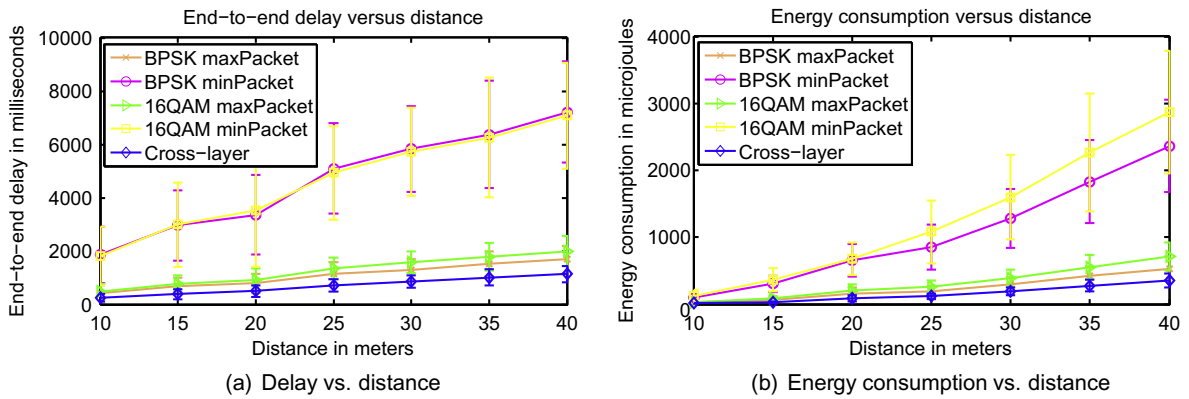 End−to−end delay versus distance
End−to−end delay in milliseconds
10000
8000
6000
4000
2000
0
BPSK maxPacket
BPSK minPacket
16QAM maxPacket
16QAM minPacket
Cross−layer
10 15 20 25 30 35 40
Distance in meters
(a) Delay vs. distance
Energy consumption versus distance
Energy consumption in microjoules
4000
3000
2000
1000
0
BPSK maxPacket
BPSK minPacket
16QAM maxPacket
16QAM minPacket
Cross−layer
10 15 20 25 30 35 40
Distance in meters
(b) Energy consumption vs. distance